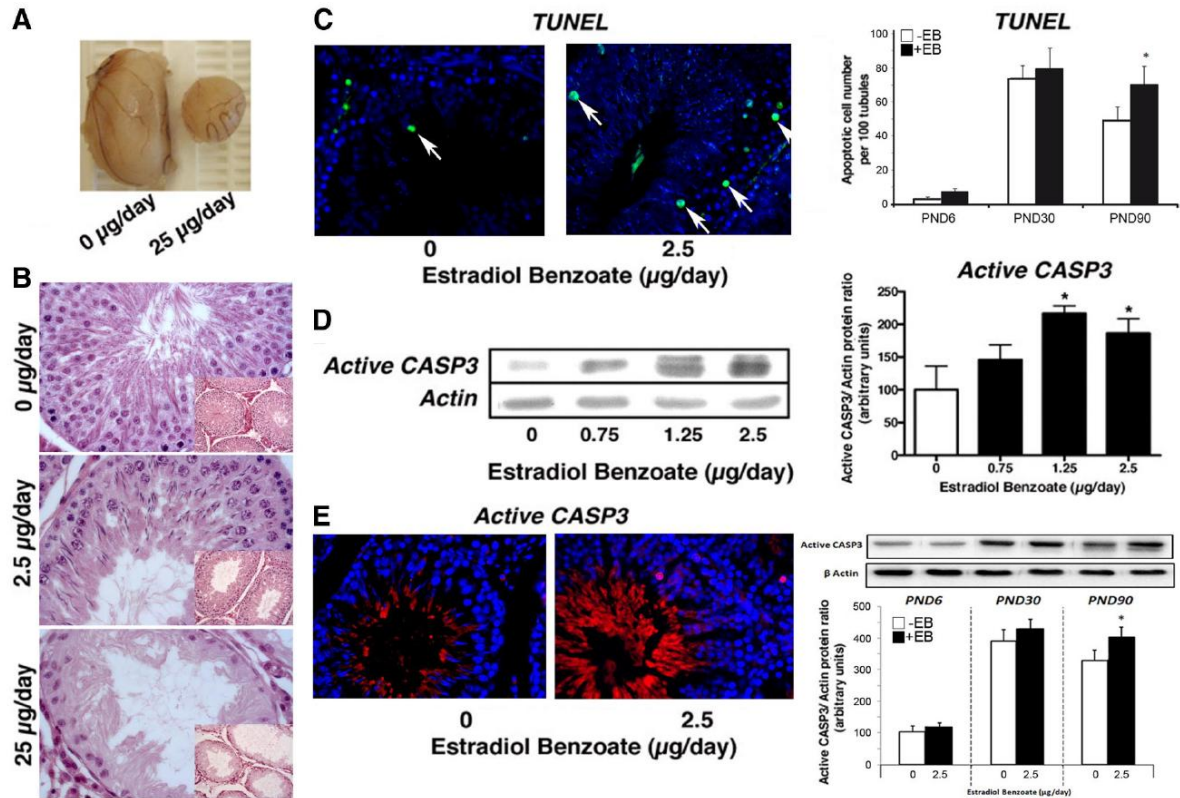 A
0 µg/day
25 µg/day
B
0 µg/day
2.5 µg/day
25 µg/day
C
TUNEL
0
2.5
Estradiol Benzoate (µg/day)
TUNEL
-EB
+EB
*
Apoptotic cell number
per 100 tubules
80
60
40
20
0
PND6
PND30
PND90
D
Active CASP3
Actin
0
0.75
1.25
2.5
Estradiol Benzoate (µg/day)
Active CASP3
Active CASP3/ Actin protein ratio
(arbitrary units)
250
200
150
100
50
0
*
*
0
0.75
1.25
2.5
Estradiol Benzoate (µg/day)
E
Active CASP3
0
2.5
Estradiol Benzoate (µg/day)
Active CASP3
β Actin
PND6
PND30
PND90
-EB
+EB
*
Active CASP3/ Actin protein ratio
(arbitrary units)
400
300
200
100
0
0
2.5
0
2.5
0
2.5
Estradiol Benzoate (µg/day)